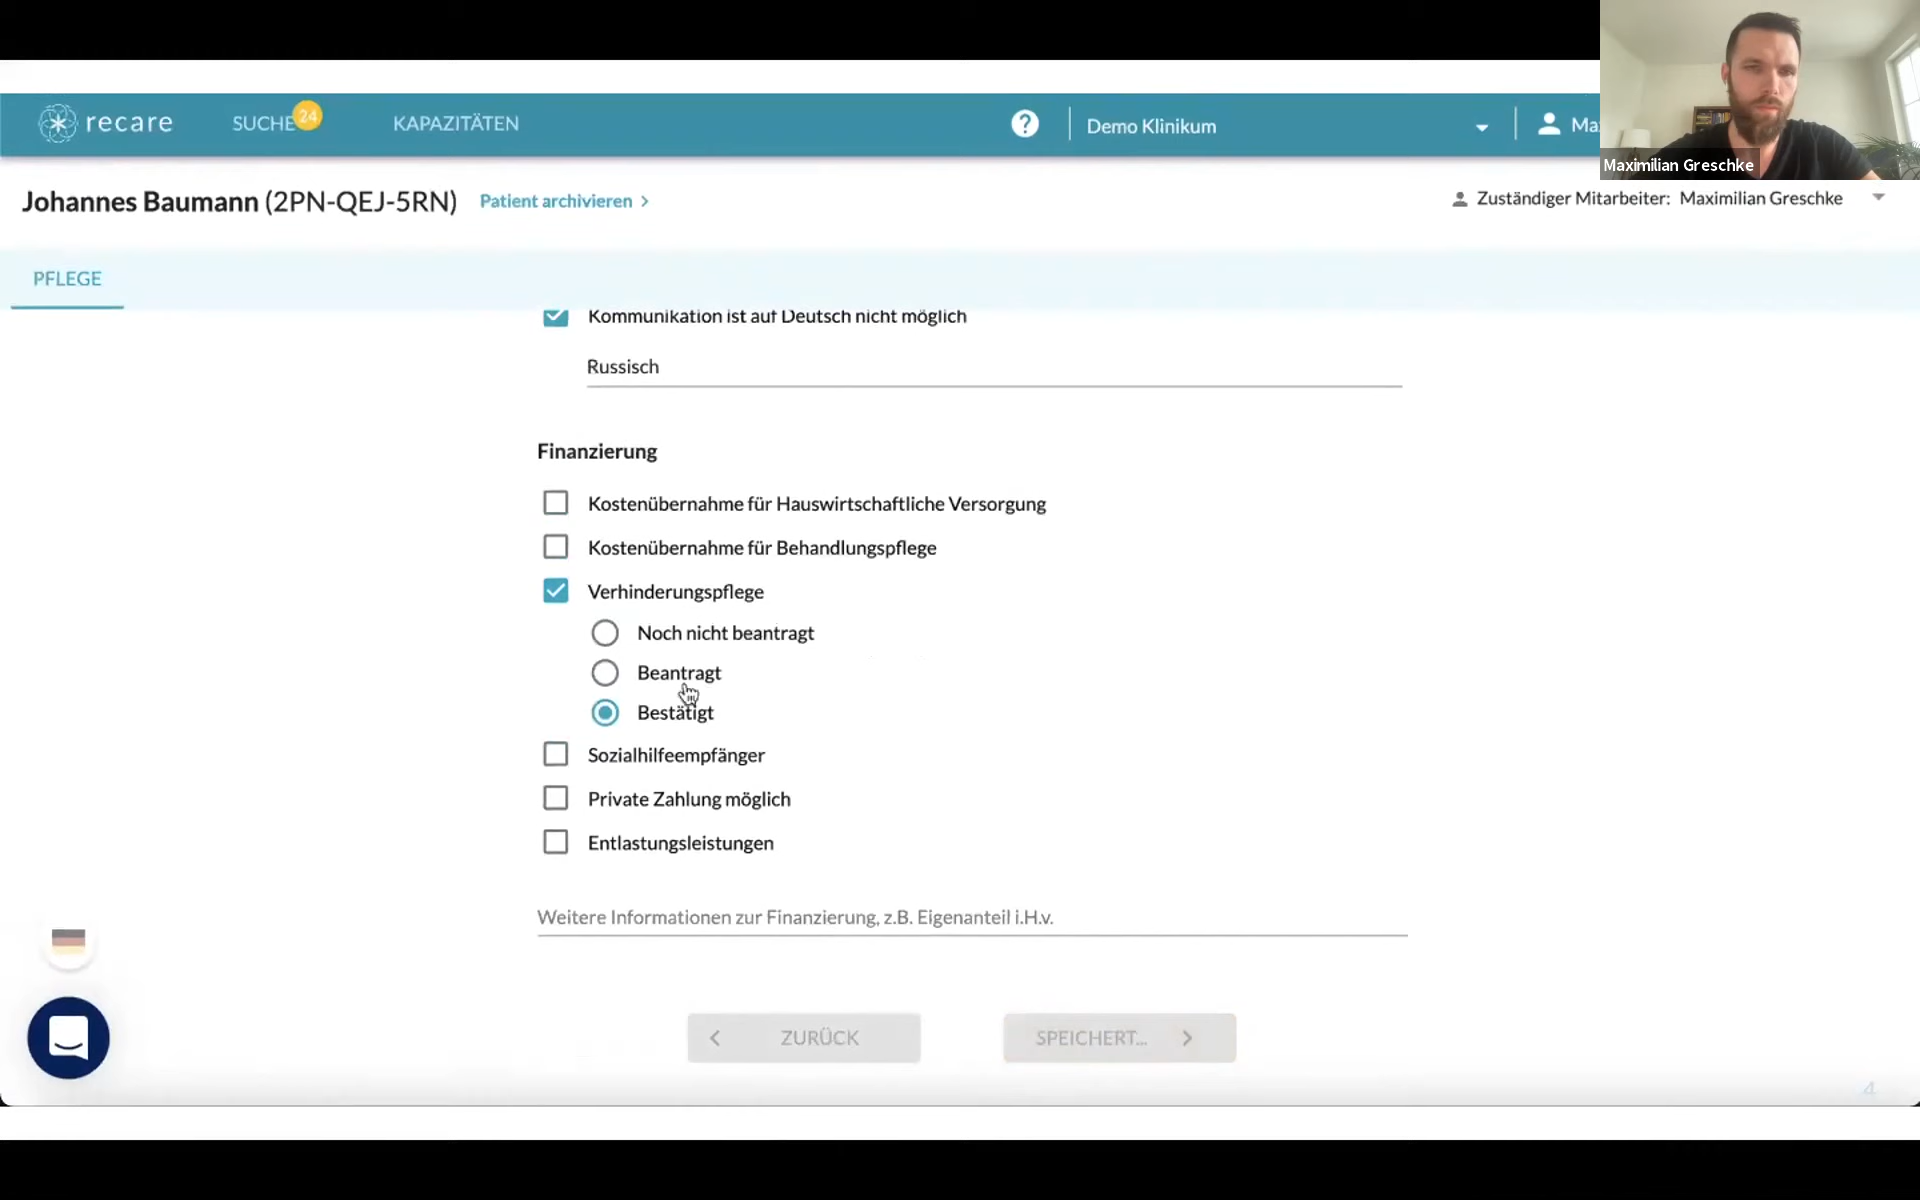 recare
SUCHE 24
KAPAZITÄTEN
?
Demo Klinikum
Max
Maximilian Greschke
Johannes Baumann (2PN-QEJ-5RN)
Patient archivieren >
Zuständiger Mitarbeiter: Maximilian Greschke
PFLEGE
Kommunikation ist auf Deutsch nicht möglich
Russisch
Finanzierung
Kostenübernahme für Hauswirtschaftliche Versorgung
Kostenübernahme für Behandlungspflege
Verhinderungspflege
Noch nicht beantragt
Beantragt
Bestätigt
Sozialhilfeempfänger
Private Zahlung möglich
Entlastungsleistungen
Weitere Informationen zur Finanzierung, z.B. Eigenanteil i.H.v.
< ZURÜCK
SPEICHERT... >
4